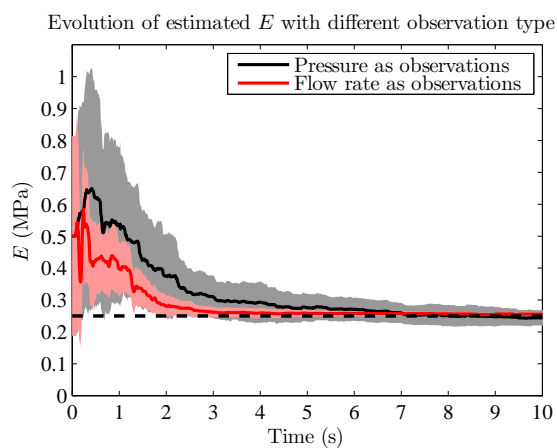 Evolution of estimated E with different observation type
Pressure as observations
Flow rate as observations
1
0.9
0.8
0.7
0.6
0.5
0.4
0.3
0.2
0.1
0
E (MPa)
0 1 2 3 4 5 6 7 8 9 10
Time (s)